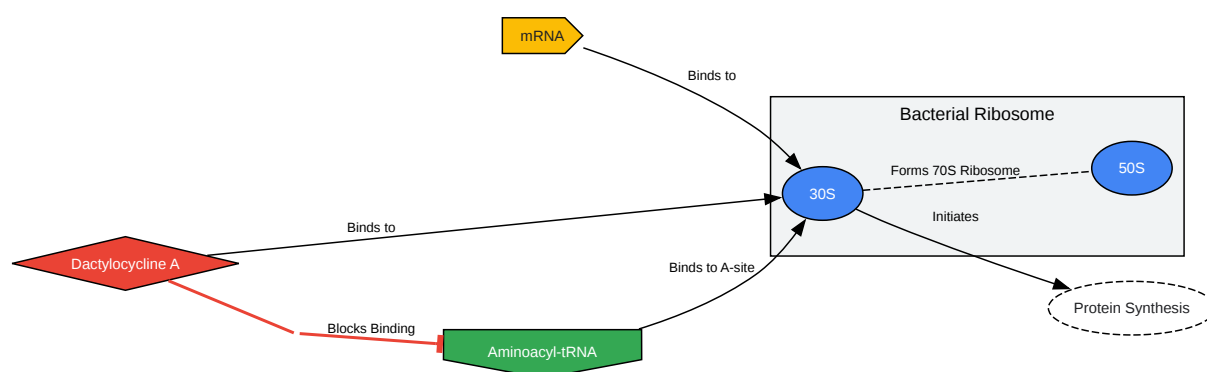 mRNA
Binds to
Bacterial Ribosome
50S
Forms 70S Ribosome
30S
Initiates
Binds to
Dactylocycline A
Binds to A-site
Protein Synthesis
Blocks Binding
Aminoacyl-tRNA